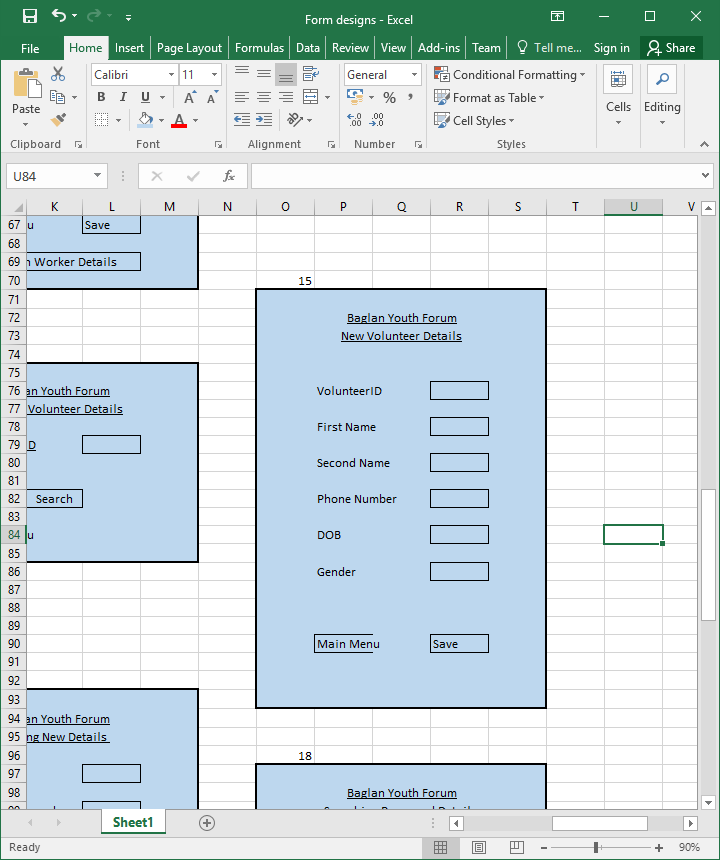 Form designs - Excel
File Home Insert Page Layout Formulas Data Review View Add-ins Team Tell me... Sign in Share
Paste
Calibri 11
B I U A A
A
General
% ,
Conditional Formatting
Format as Table
Cell Styles
Cells
Editing
Clipboard Font Alignment Number Styles
U84 fx
K L M N O P Q R S T U V
67 u Save
68
69 n Worker Details
70 15
71
72 Baglan Youth Forum
73 New Volunteer Details
74
75
76 an Youth Forum VolunteerID
77 Volunteer Details
78 First Name
79 D
80 Second Name
81
82 Search Phone Number
83
84 u DOB
85
86 Gender
87
88
89
90 Main Menu Save
91
92
93
94 an Youth Forum
95 ng New Details
96 18
97
98 Baglan Youth Forum
Sheet1
Ready 90%